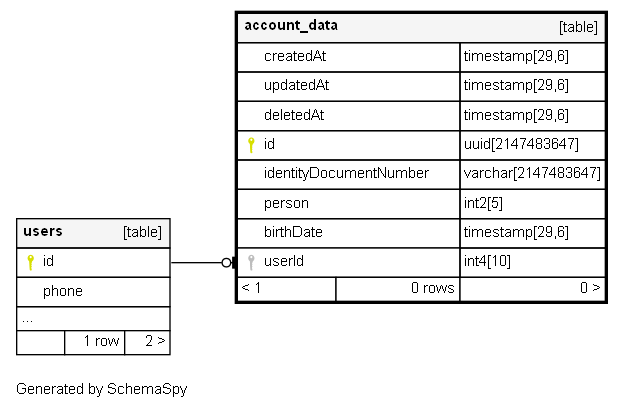 account_data [table]
createdAt timestamp[29,6]
updatedAt timestamp[29,6]
deletedAt timestamp[29,6]
id uuid[2147483647]
identityDocumentNumber varchar[2147483647]
person int2[5]
birthDate timestamp[29,6]
userId int4[10]
< 1 0 rows 0 >
users [table]
id
phone
...
1 row 2 >
Generated by SchemaSpy